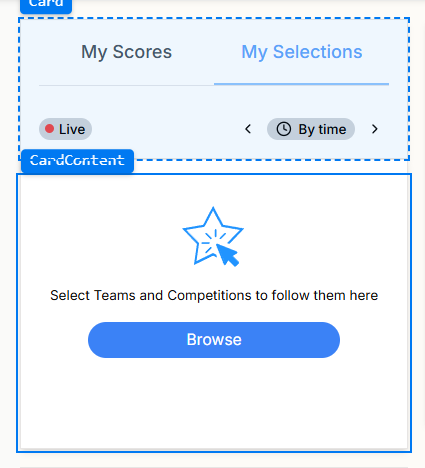 Card
My Scores
My Selections
Live
By time
CardContent
Select Teams and Competitions to follow them here
Browse